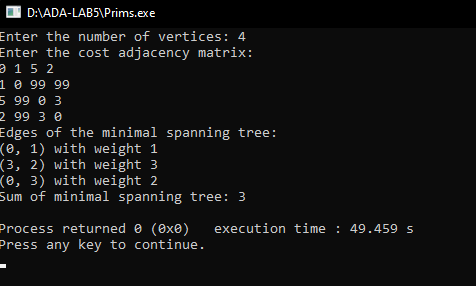 D:\ADA-LAB5\Prims.exe
Enter the number of vertices: 4
Enter the cost adjacency matrix:
0 1 5 2
1 0 99 99
5 99 0 3
2 99 3 0
Edges of the minimal spanning tree:
(0, 1) with weight 1
(3, 2) with weight 3
(0, 3) with weight 2
Sum of minimal spanning tree: 3
Process returned 0 (0x0)   execution time : 49.459 s
Press any key to continue.